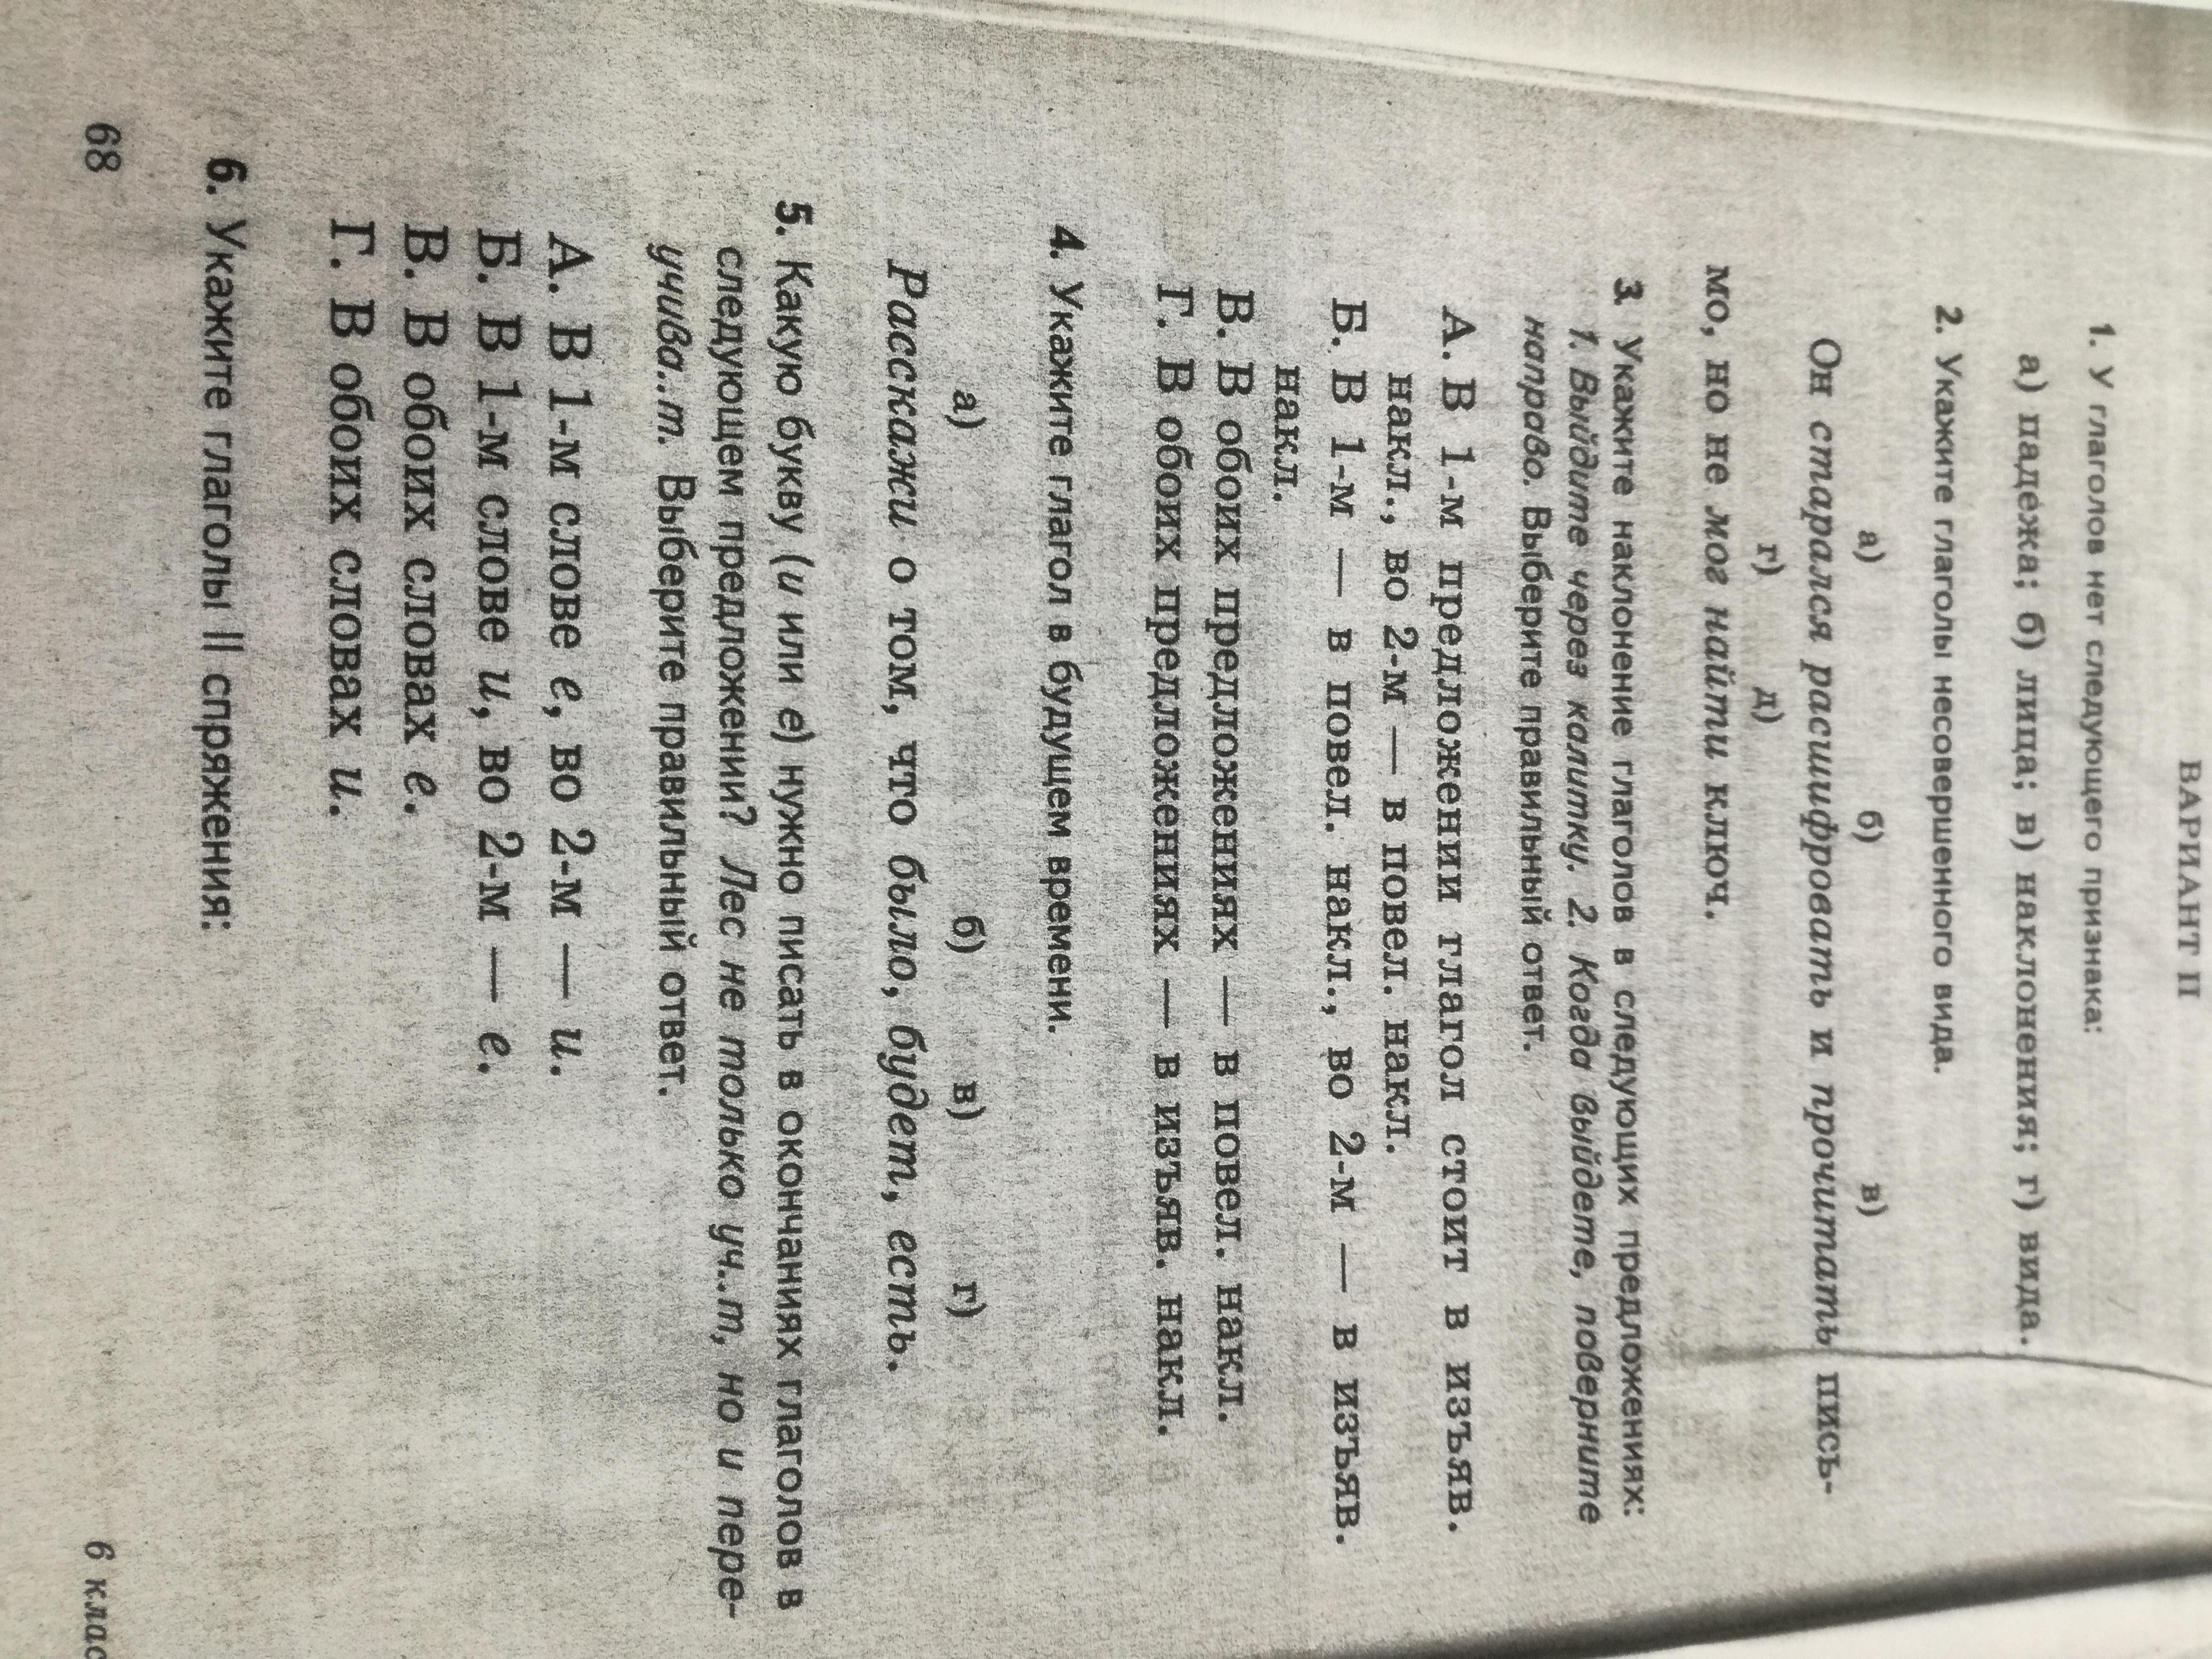 ВАРИАНТ II
1. У глаголов нет следующего признака:
а) падежа; б) лица; в) наклонения; г) вида.
2. Укажите глаголы несовершенного вида.
а) б) в)
Он старался расшифровать и прочитать пись-
г) д)
мо, но не мог найти ключ.
3. Укажите наклонение глаголов в следующих предложениях:
1. Выйдите через калитку. 2. Когда выйдете, поверните
направо. Выберите правильный ответ.
А. В 1-м предложении глагол стоит в изъяв.
накл., во 2-м — в повел. накл.
Б. В 1-м — в повел. накл., во 2-м — в изъяв.
накл.
В. В обоих предложениях — в повел. накл.
Г. В обоих предложениях — в изъяв. накл.
4. Укажите глагол в будущем времени.
а) б) в) г)
Расскажи о том, что было, будет, есть.
5. Какую букву (и или е) нужно писать в окончаниях глаголов в
следующем предложении? Лес не только уч..т, но и пере-
учива..т. Выберите правильный ответ.
А. В 1-м слове е, во 2-м — и.
Б. В 1-м слове и, во 2-м — е.
В. В обоих словах е.
Г. В обоих словах и.
6. Укажите глаголы II спряжения:
68
6 клас